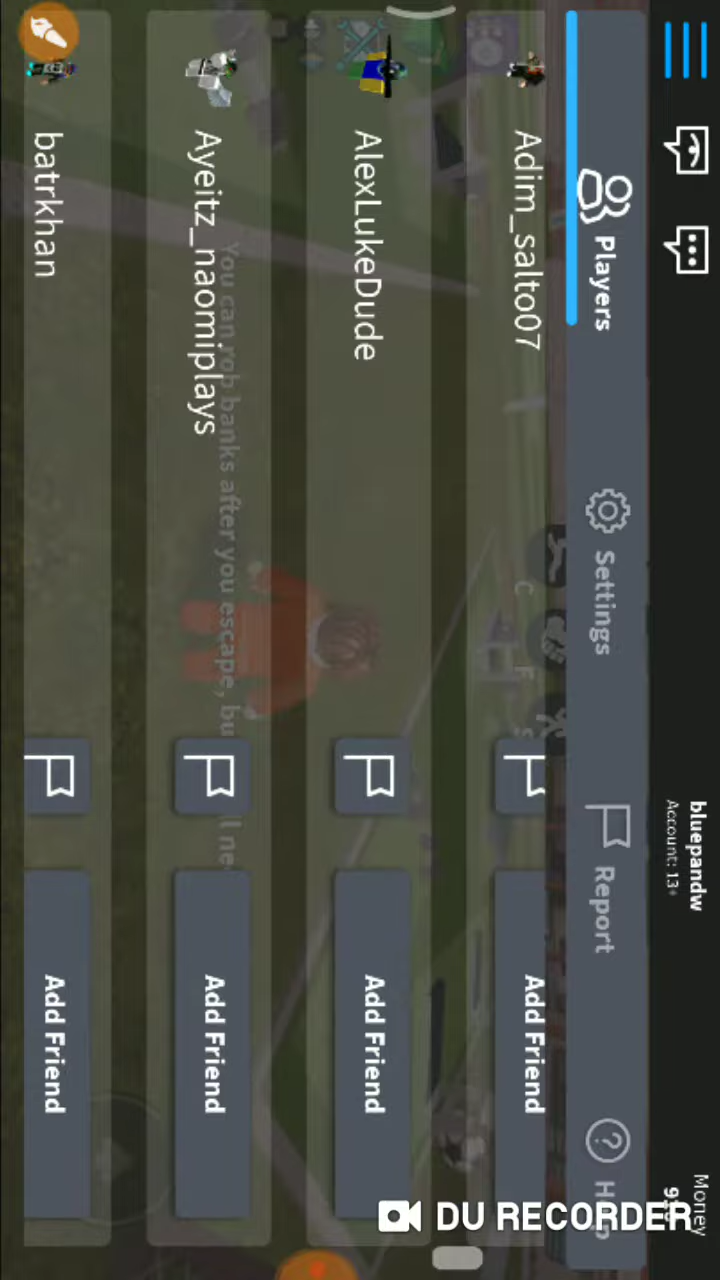 bluepandw
Account: 13+
Money
Players
Settings
Report
Adim_salto07
Add Friend
AlexLukeDude
Add Friend
You can rob banks after you escape, bu
Ayeitz_naomiplays
Add Friend
batrkhan
Add Friend
C
F
DU RECORDER